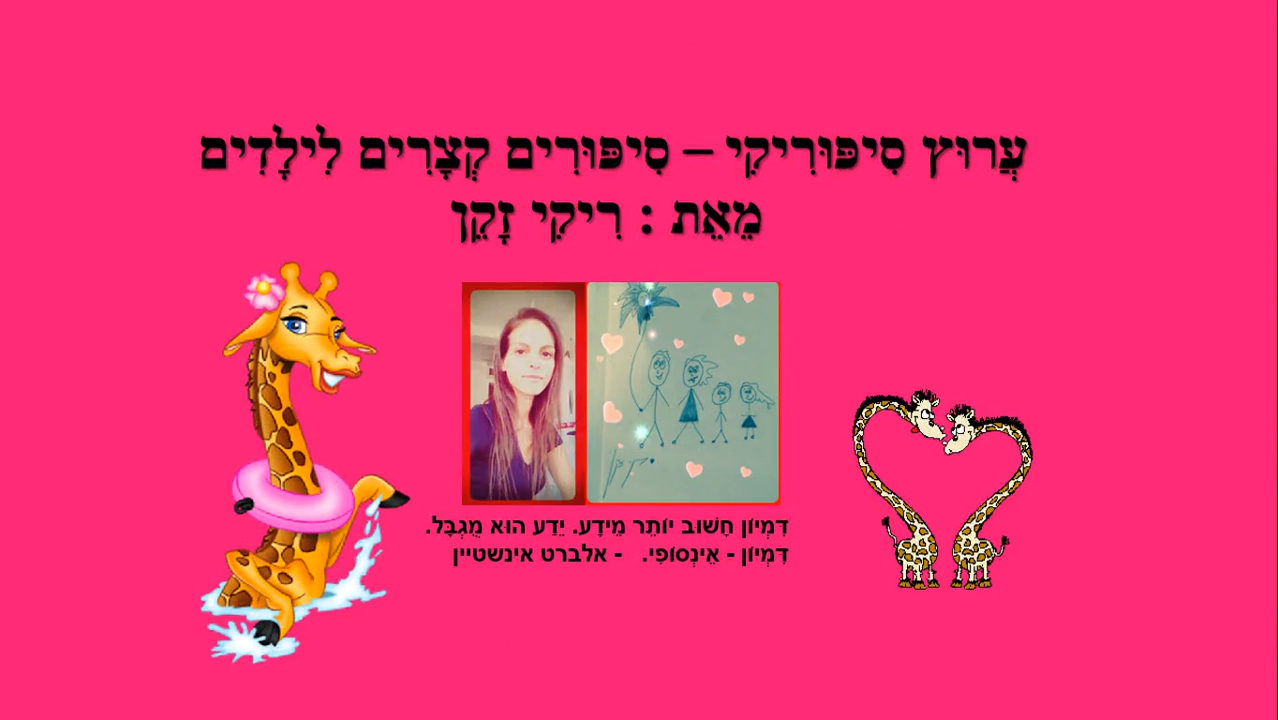 עֲרוּץ סִיפּוּרִיקִי – סִיפּוּרִים קְצָרִים לִילָדִים
מֵאֵת : רִיקִי זָקֵן
דִּמְיוֹן חָשׁוּב יוֹתֵר מֵידָע. יֶדַע הוּא מֻגְבָּל.
דִּמְיוֹן - אֵינְסוֹפִי. - אלברט אינשטיין